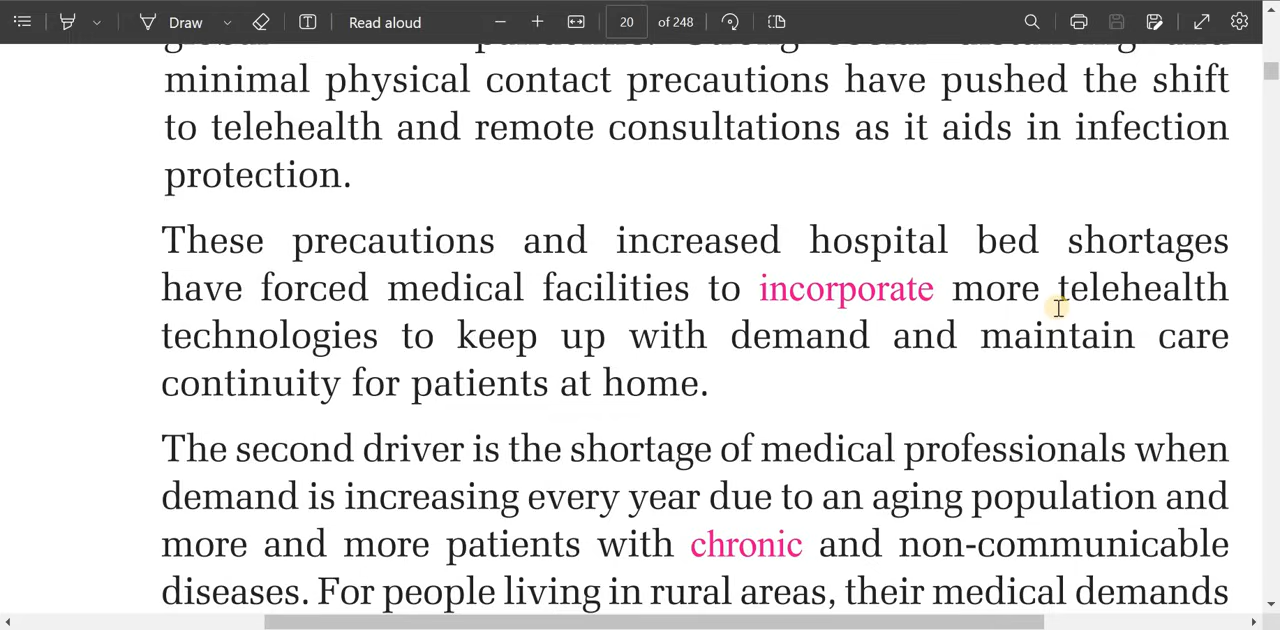 Draw
Read aloud
20 of 248
minimal physical contact precautions have pushed the shift
to telehealth and remote consultations as it aids in infection
protection.
These precautions and increased hospital bed shortages
have forced medical facilities to incorporate more telehealth
technologies to keep up with demand and maintain care
continuity for patients at home.
The second driver is the shortage of medical professionals when
demand is increasing every year due to an aging population and
more and more patients with chronic and non-communicable
diseases. For people living in rural areas, their medical demands